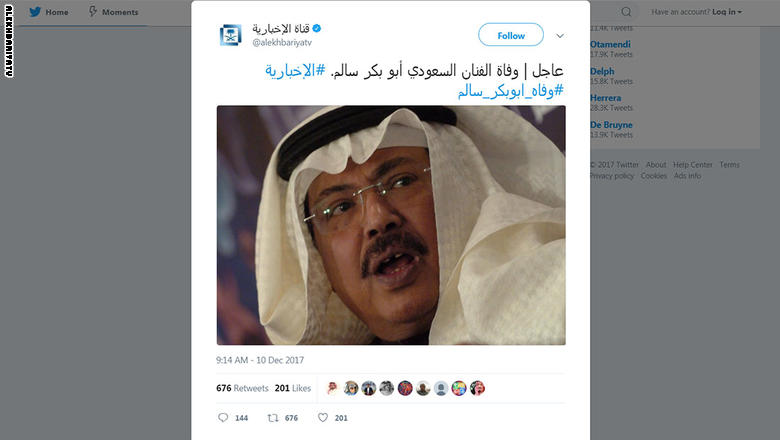 ALEKHBARIYATV
Home
Moments
Have an account? Log in
قناة الإخبارية
@alekhbariyatv
Follow
عاجل | وفاة الفنان السعودي أبو بكر سالم. #الإخبارية
#وفاه_ابوبكر_سالم
9:14 AM - 10 Dec 2017
676 Retweets 201 Likes
144 676 201
11.4K Tweets
Otamendi
17.9K Tweets
Delph
15.8K Tweets
Herrera
28.3K Tweets
De Bruyne
13.9K Tweets
© 2017 Twitter About Help Center Terms
Privacy policy Cookies Ads info